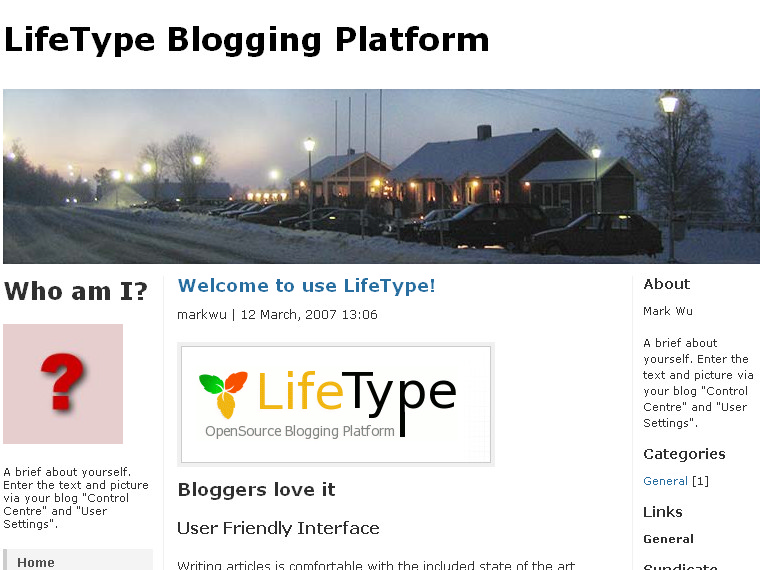 LifeType Blogging Platform
Who am I?
A brief about yourself.
Enter the text and picture
via your blog "Control
Centre" and "User
Settings".
Home
Welcome to use LifeType!
markwu | 12 March, 2007 13:06
LifeType
OpenSource Blogging Platform
Bloggers love it
User Friendly Interface
Writing articles is comfortable with the included state of the art
About
Mark Wu
A brief about
yourself. Enter the
text and picture via
your blog "Control
Centre" and "User
Settings".
Categories
General [1]
Links
General
Syndicate